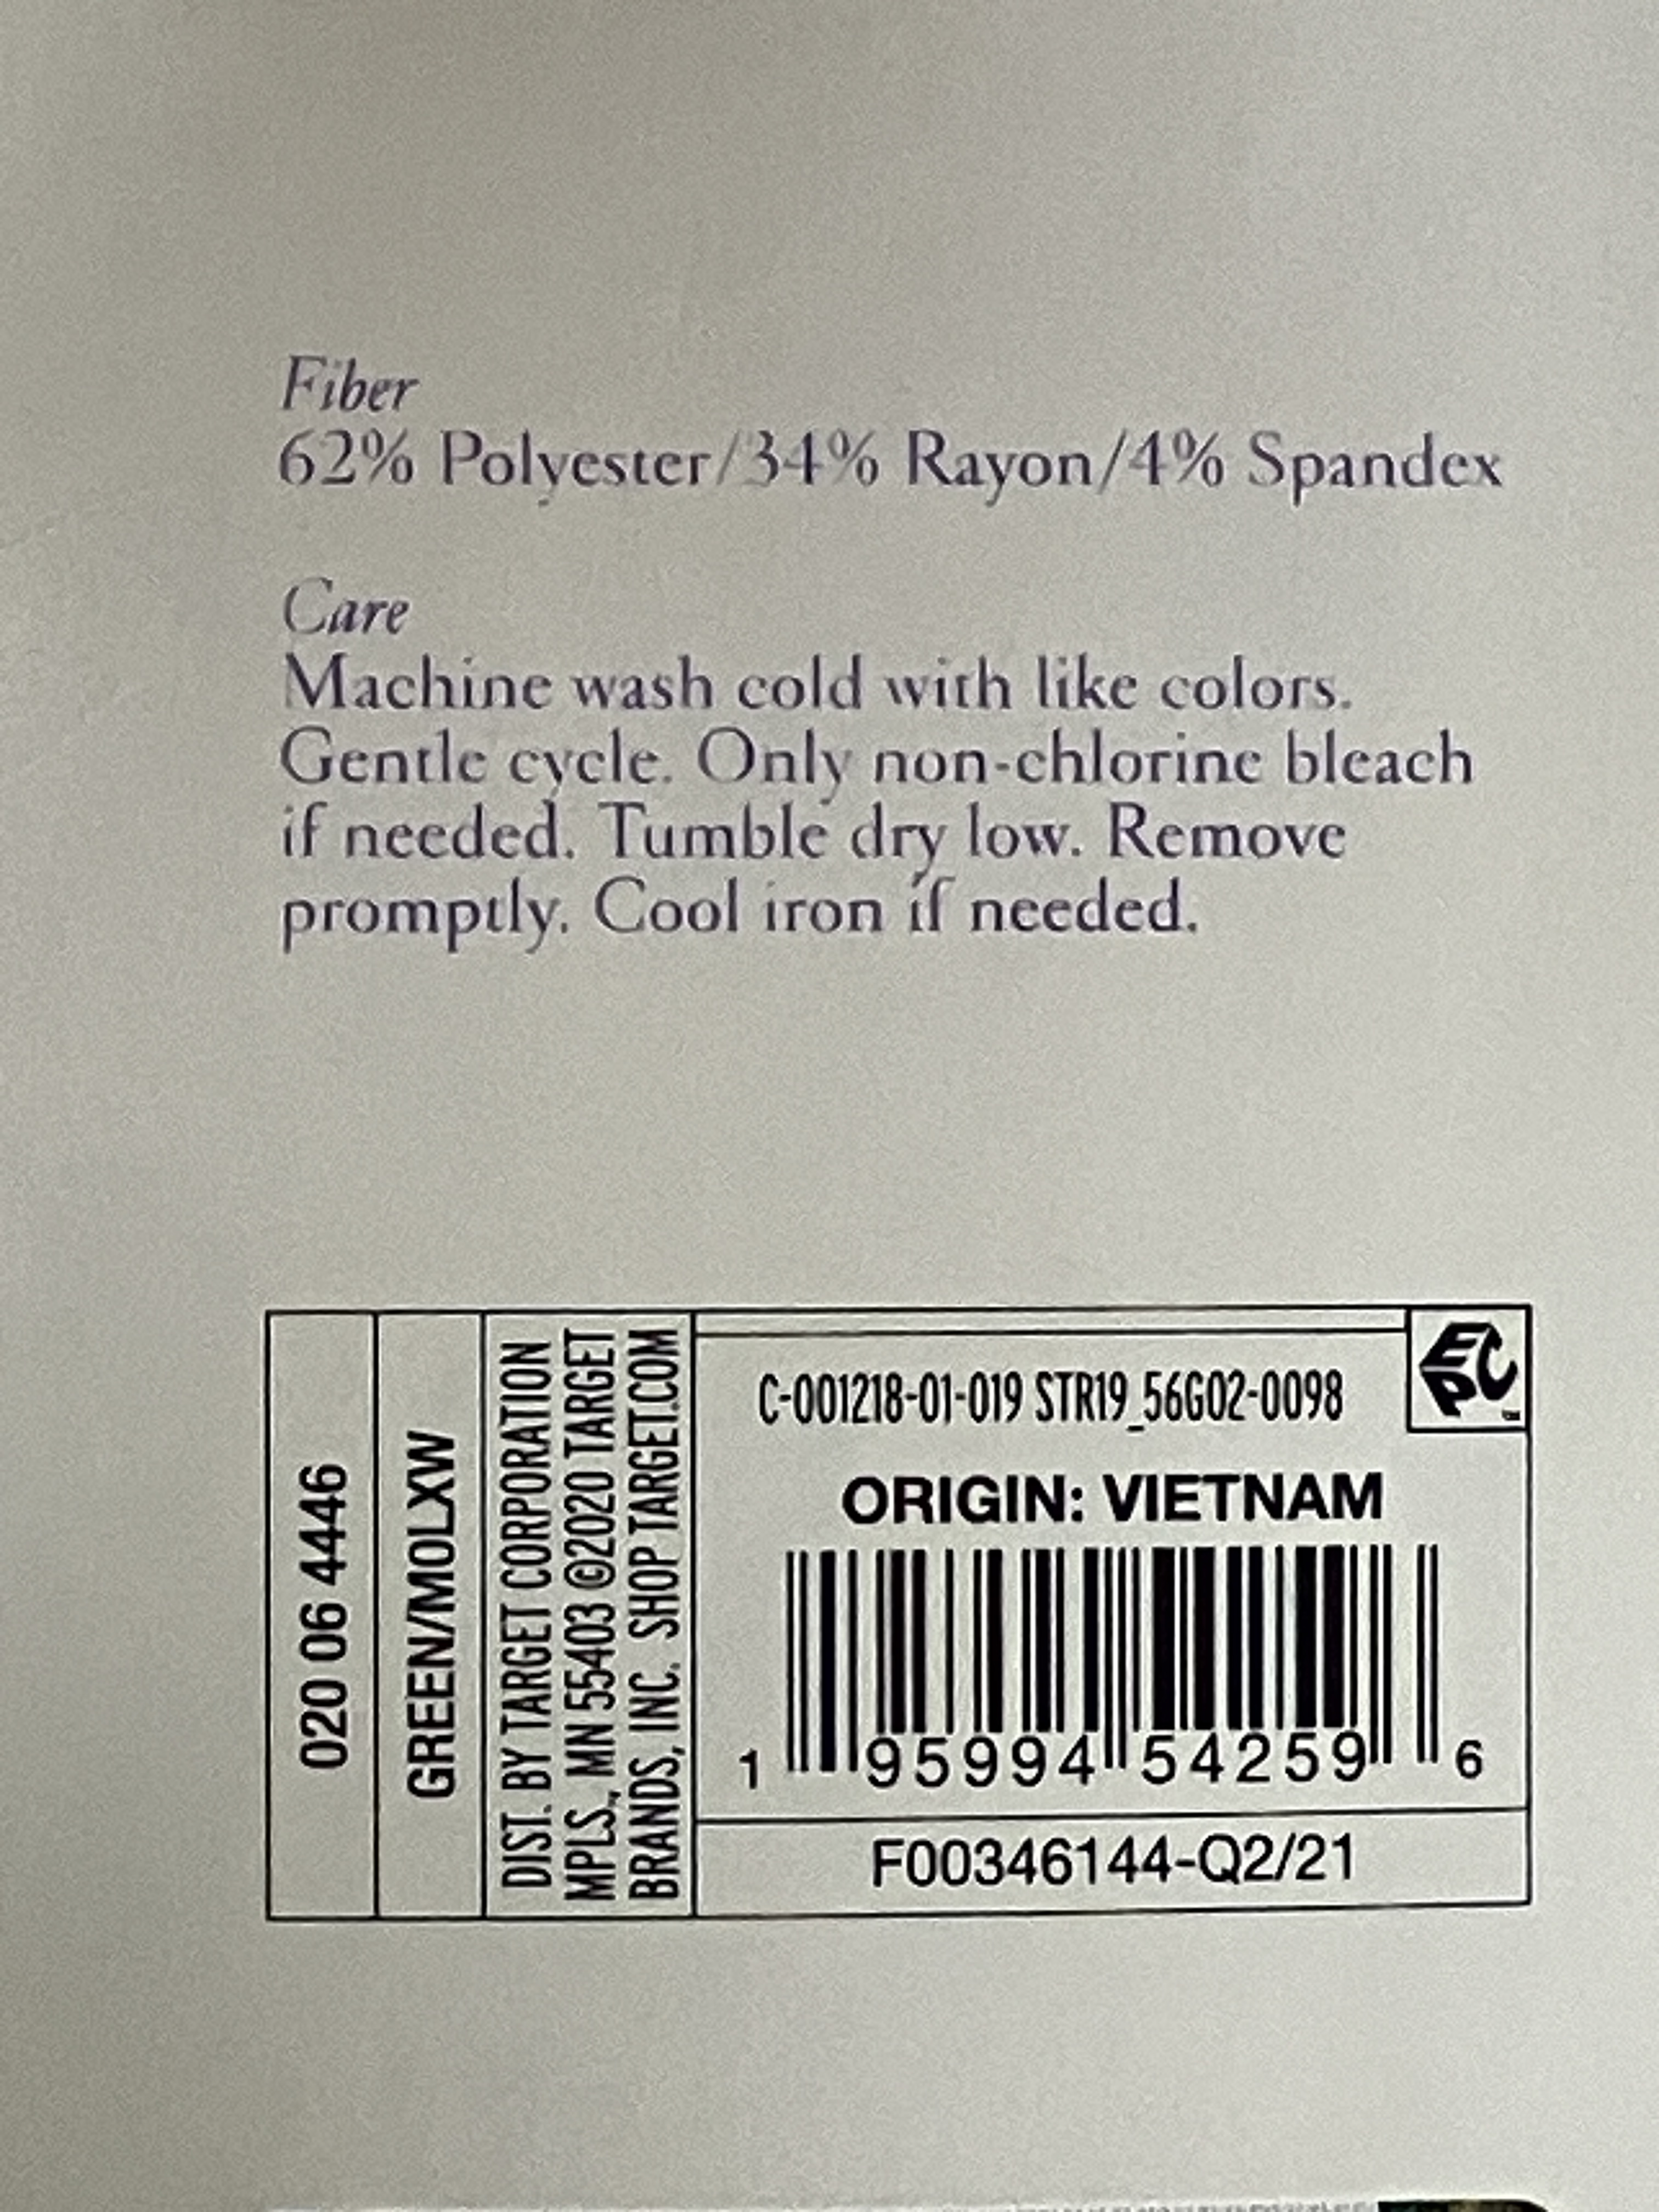 Fiber
62% Polyester/34% Rayon/4% Spandex
Care
Machine wash cold with like colors.
Gentle cycle. Only non-chlorine bleach
if needed. Tumble dry low. Remove
promptly. Cool iron if needed.
020 06 4446
GREEN/MOLXW
DIST. BY TARGET CORPORATION
MPLS., MN 55403 ©2020 TARGET
BRANDS, INC. SHOP TARGET.COM
C-001218-01-019 STR19_56G02-0098
EPC™
ORIGIN: VIETNAM
1 95994 54259 6
F00346144-Q2/21